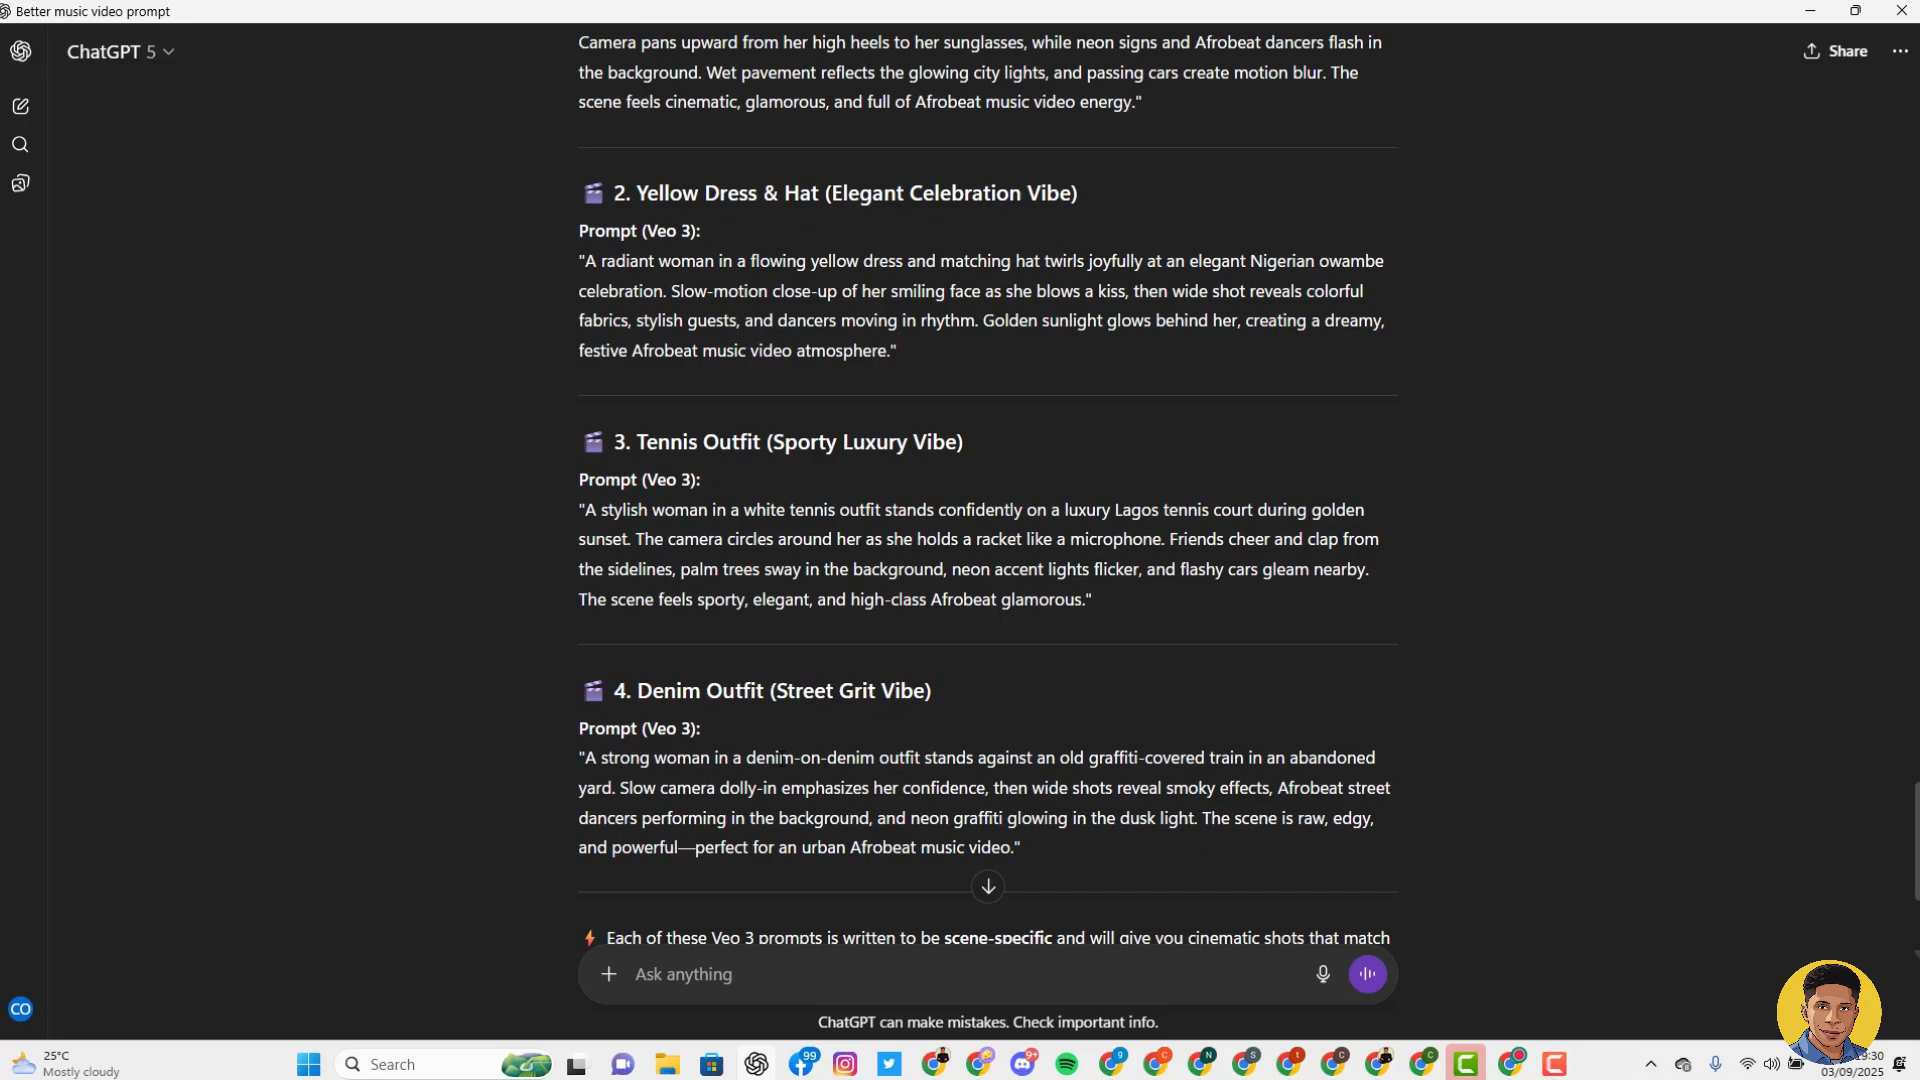 Better music video prompt
ChatGPT 5
Share
Camera pans upward from her high heels to her sunglasses, while neon signs and Afrobeat dancers flash in
the background. Wet pavement reflects the glowing city lights, and passing cars create motion blur. The
scene feels cinematic, glamorous, and full of Afrobeat music video energy."
2. Yellow Dress & Hat (Elegant Celebration Vibe)
Prompt (Veo 3):
"A radiant woman in a flowing yellow dress and matching hat twirls joyfully at an elegant Nigerian owambe
celebration. Slow-motion close-up of her smiling face as she blows a kiss, then wide shot reveals colorful
fabrics, stylish guests, and dancers moving in rhythm. Golden sunlight glows behind her, creating a dreamy,
festive Afrobeat music video atmosphere."
3. Tennis Outfit (Sporty Luxury Vibe)
Prompt (Veo 3):
"A stylish woman in a white tennis outfit stands confidently on a luxury Lagos tennis court during golden
sunset. The camera circles around her as she holds a racket like a microphone. Friends cheer and clap from
the sidelines, palm trees sway in the background, neon accent lights flicker, and flashy cars gleam nearby.
The scene feels sporty, elegant, and high-class Afrobeat glamorous."
4. Denim Outfit (Street Grit Vibe)
Prompt (Veo 3):
"A strong woman in a denim-on-denim outfit stands against an old graffiti-covered train in an abandoned
yard. Slow camera dolly-in emphasizes her confidence, then wide shots reveal smoky effects, Afrobeat street
dancers performing in the background, and neon graffiti glowing in the dusk light. The scene is raw, edgy,
and powerful—perfect for an urban Afrobeat music video."
Each of these Veo 3 prompts is written to be scene-specific and will give you cinematic shots that match
Ask anything
CO
ChatGPT can make mistakes. Check important info.
25°C
Mostly cloudy
Search
99
9+
9
C
N
S
t
C
C
19:30
03/09/2025